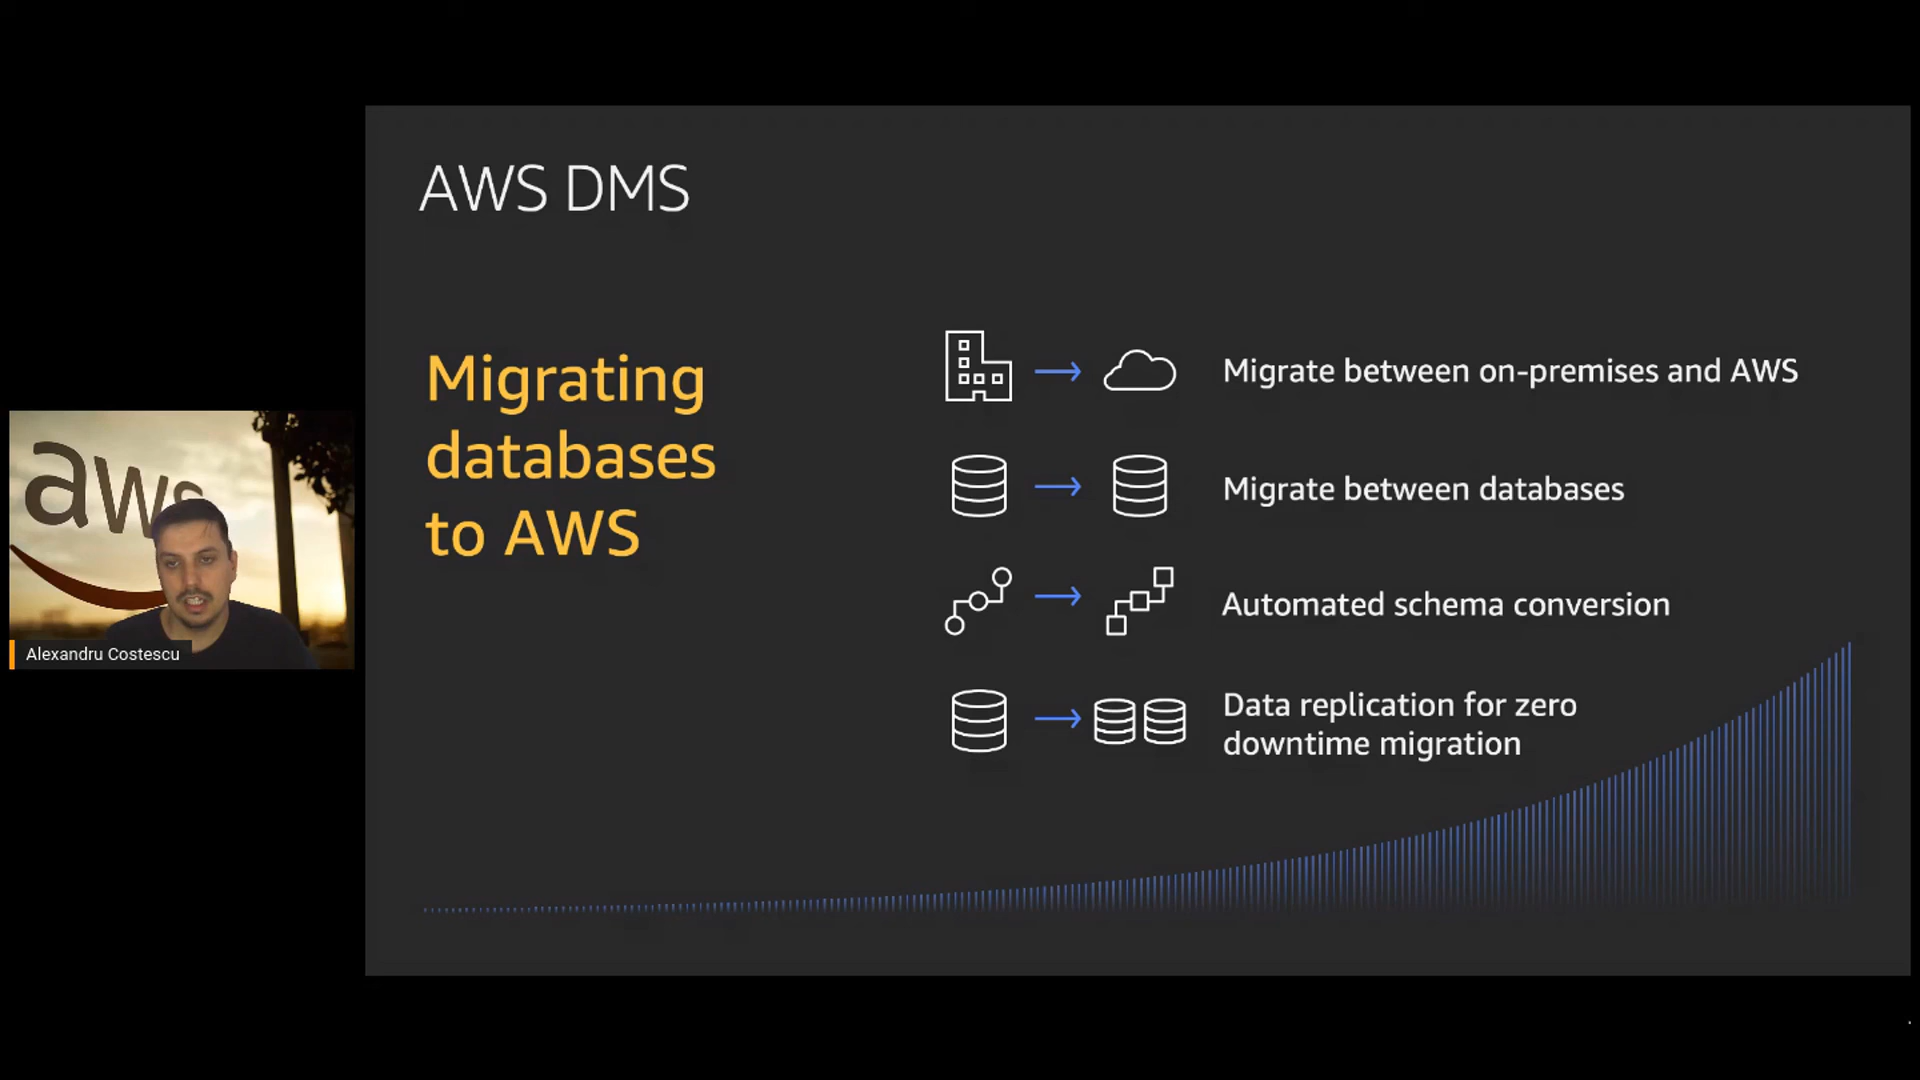 AWS DMS
Migrating
databases
to AWS
Migrate between on-premises and AWS
Migrate between databases
Automated schema conversion
Data replication for zero
downtime migration
aws
Alexandru Costescu